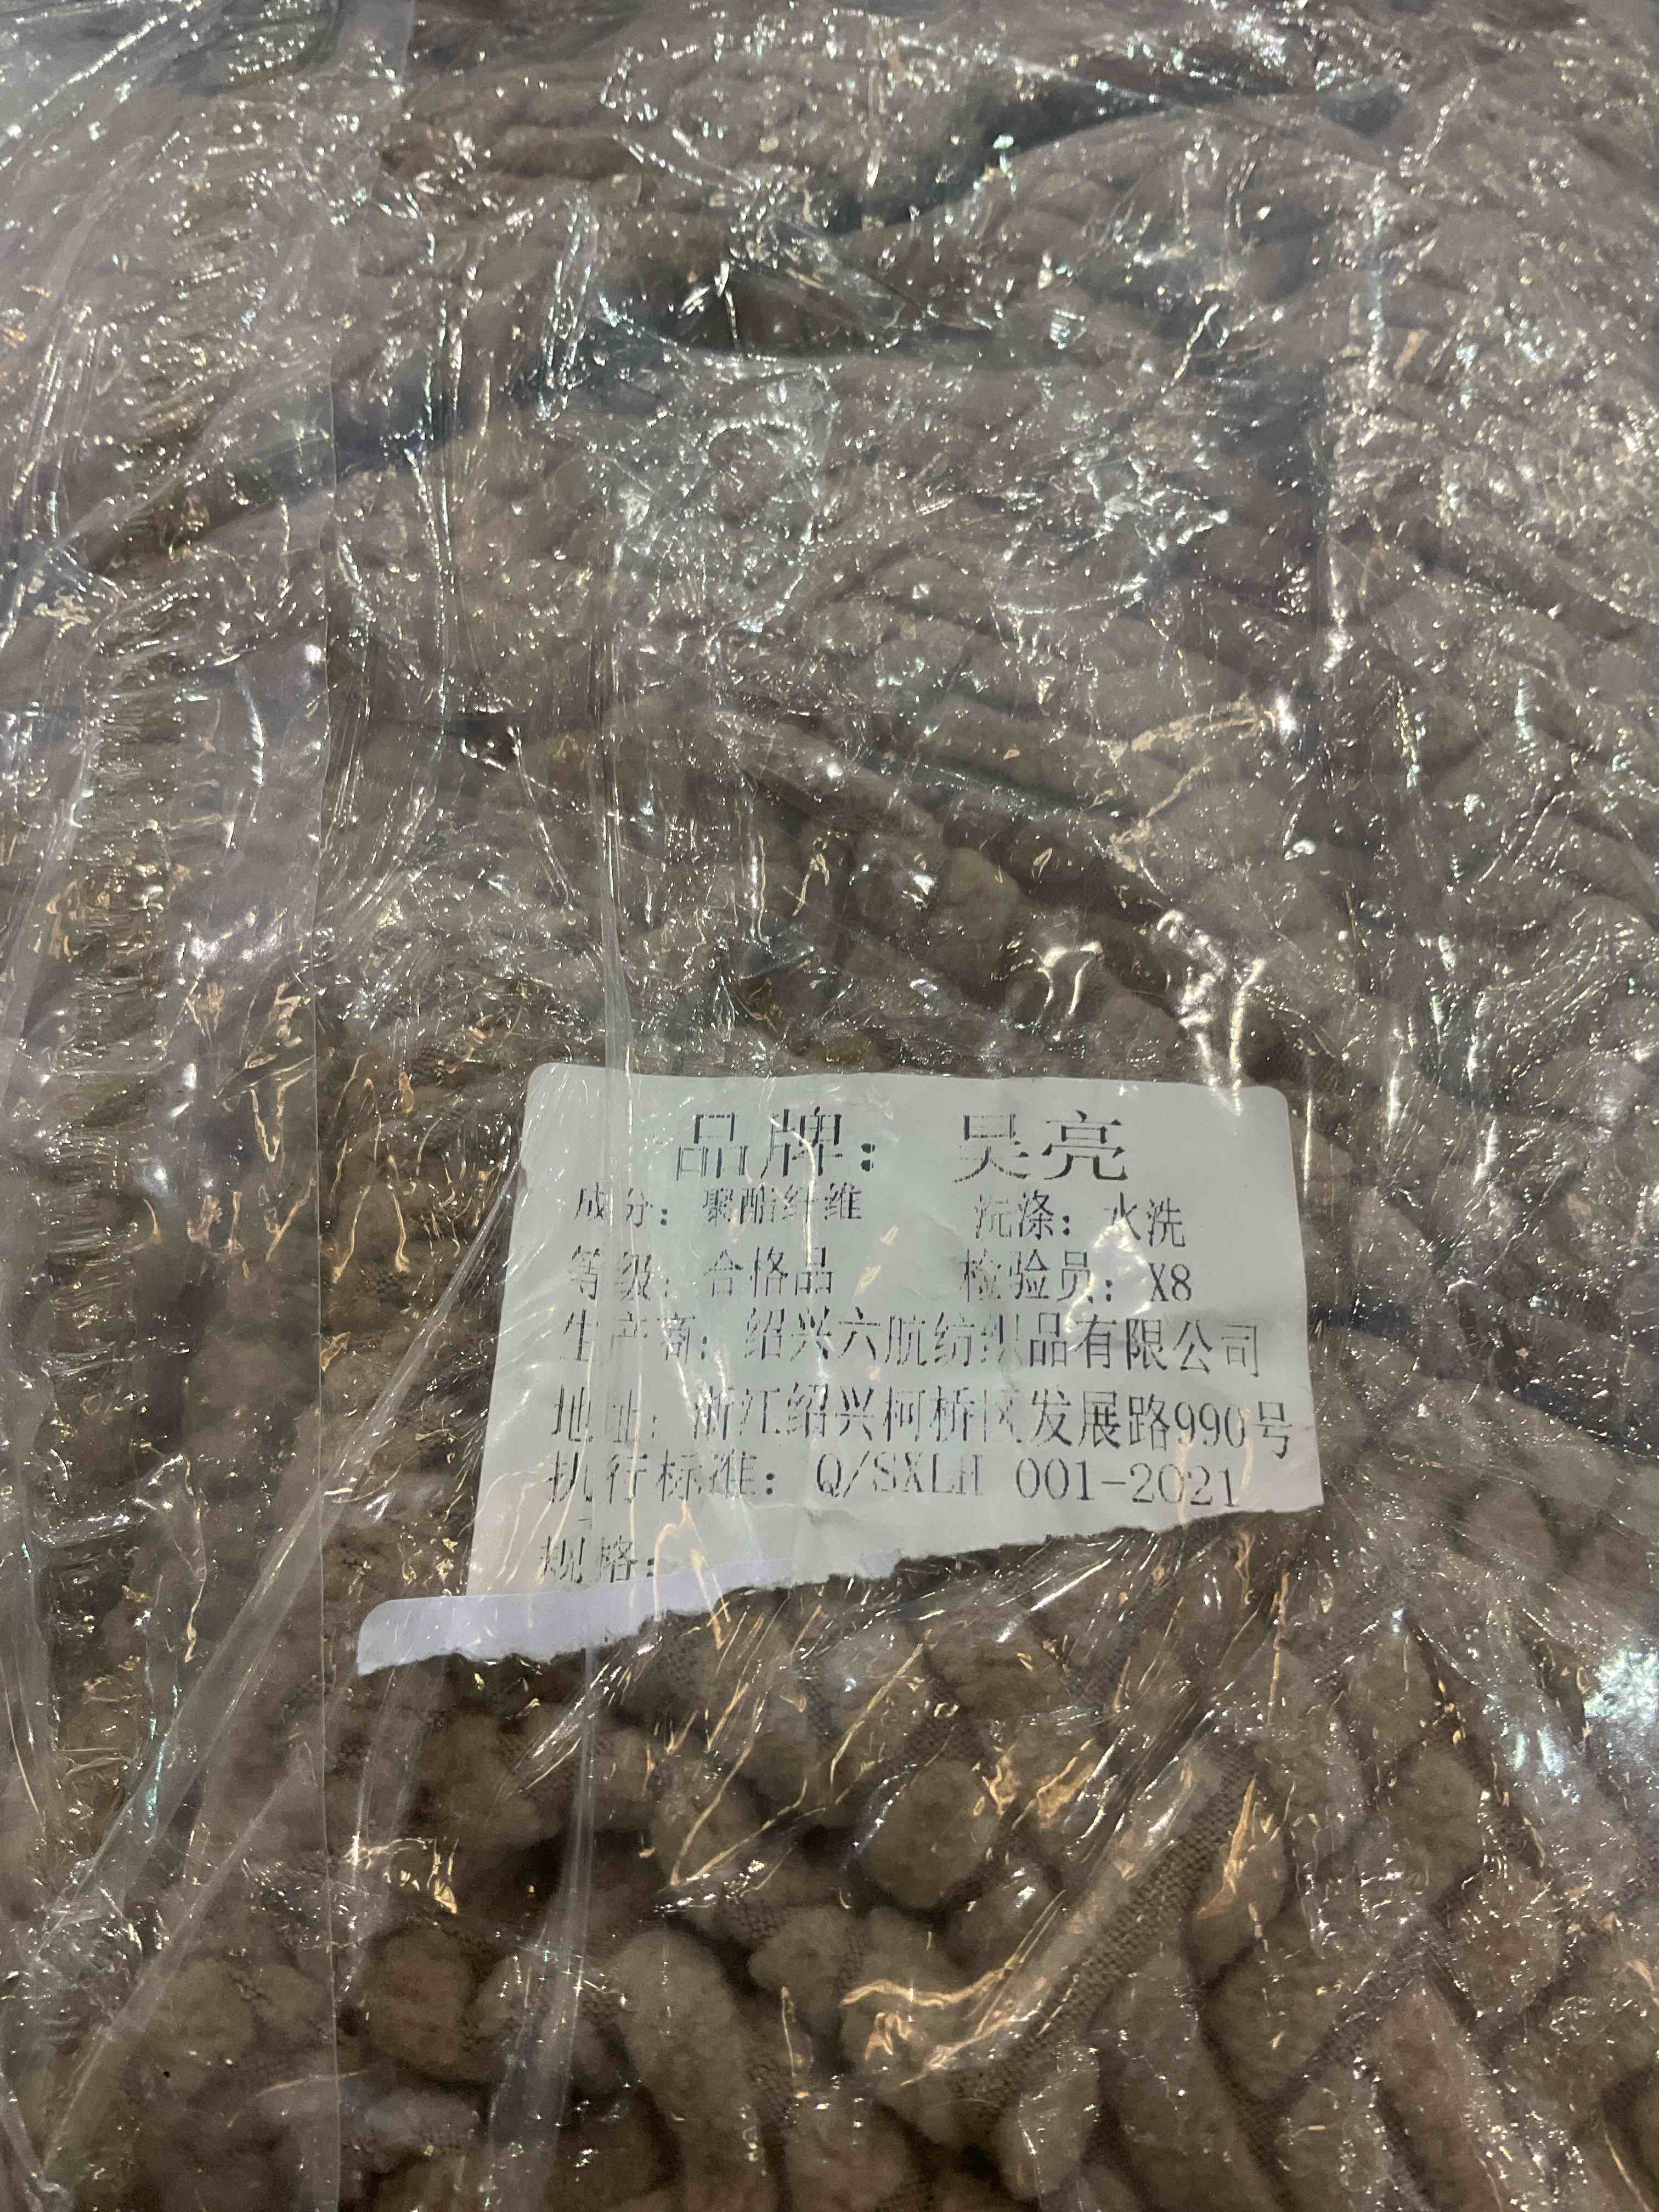 品牌： 昊亮
成分：聚酯纤维 洗涤：水洗
等级：合格品 检验员：X8
生产商：绍兴六航纺织品有限公司
地址：浙江绍兴柯桥区发展路990号
执行标准：Q/SXLH 001-2021
规格：